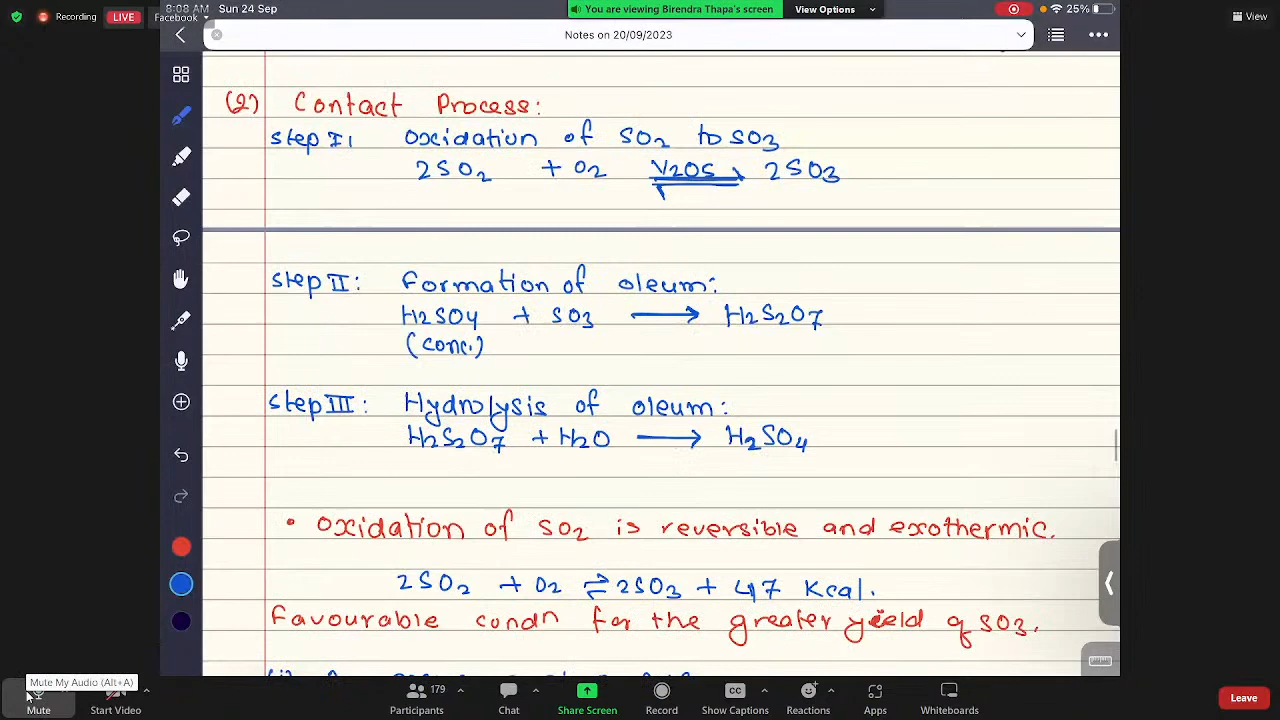 8:08 AM Sun 24 Sep
Recording LIVE Facebook
You are viewing Birendra Thapa's screen View Options
25%
View
Notes on 20/09/2023
(2) Contact Process:
step I, Oxidation of SO2 to SO3
2SO2 + O2 V2O5 2SO3
step II: Formation of oleum:
H2SO4 + SO3 ⟶ H2S2O7
(conc.)
step III: Hydrolysis of oleum:
H2S2O7 + H2O ⟶ H2SO4
• Oxidation of SO2 is reversible and exothermic.
2SO2 + O2 ⇌ 2SO3 + 47 Kcal.
Favourable condn for the greater yield of SO3.
Mute My Audio (Alt+A)
Mute
Start Video
179
Participants
Chat
Share Screen
Record
CC
Show Captions
Reactions
Apps
Whiteboards
Leave